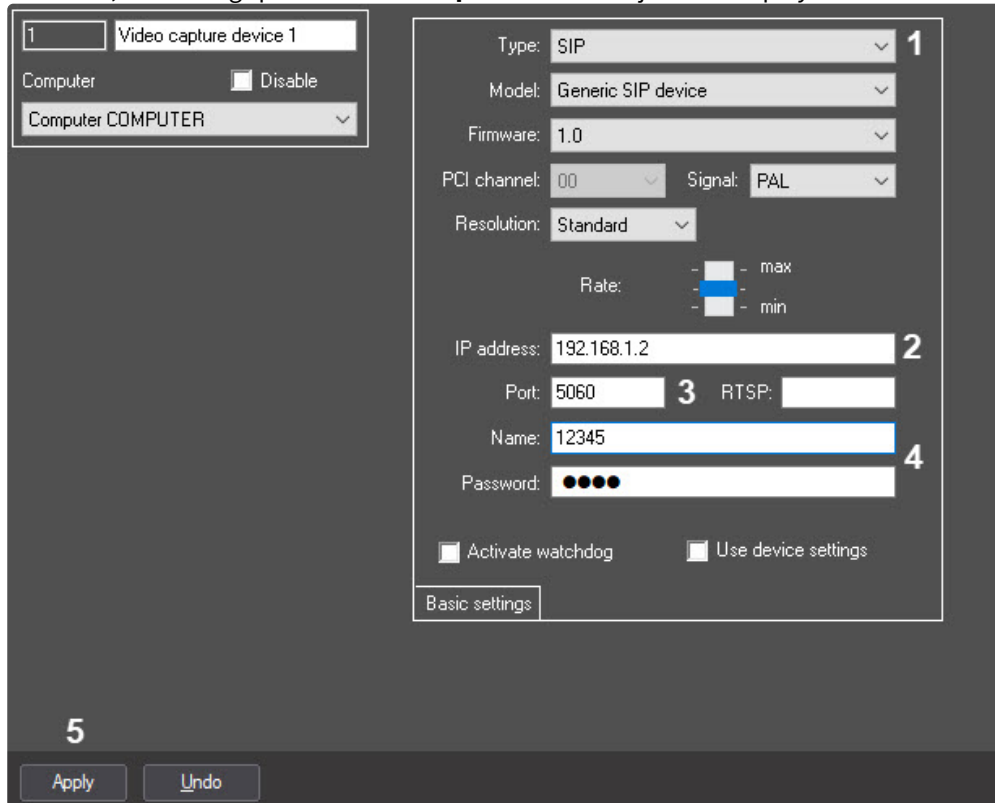 1 Video capture device 1
Computer Disable
Computer COMPUTER
Type: SIP 1
Model: Generic SIP device
Firmware: 1.0
PCI channel: 00 Signal: PAL
Resolution: Standard
max
Rate:
min
IP address: 192.168.1.2 2
Port: 5060 3 RTSP:
Name: 12345
4
Password: ●●●●
Activate watchdog Use device settings
Basic settings
5
Apply Undo